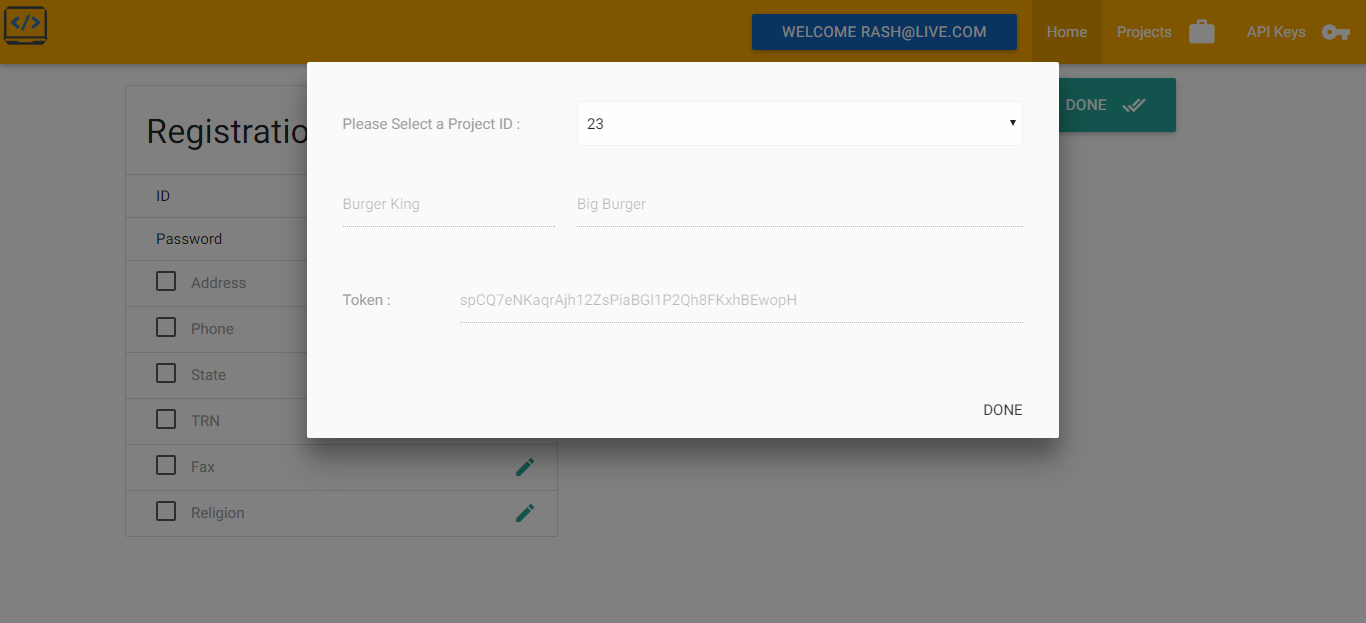 </>
WELCOME RASH@LIVE.COM
Home
Projects
API Keys
DONE
Registratio
ID
Password
Address
Phone
State
TRN
Fax
Religion
Please Select a Project ID :
23
Burger King
Big Burger
Token :
spCQ7eNKaqrAjh12ZsPiaBGl1P2Qh8FKxhBEwopH
DONE